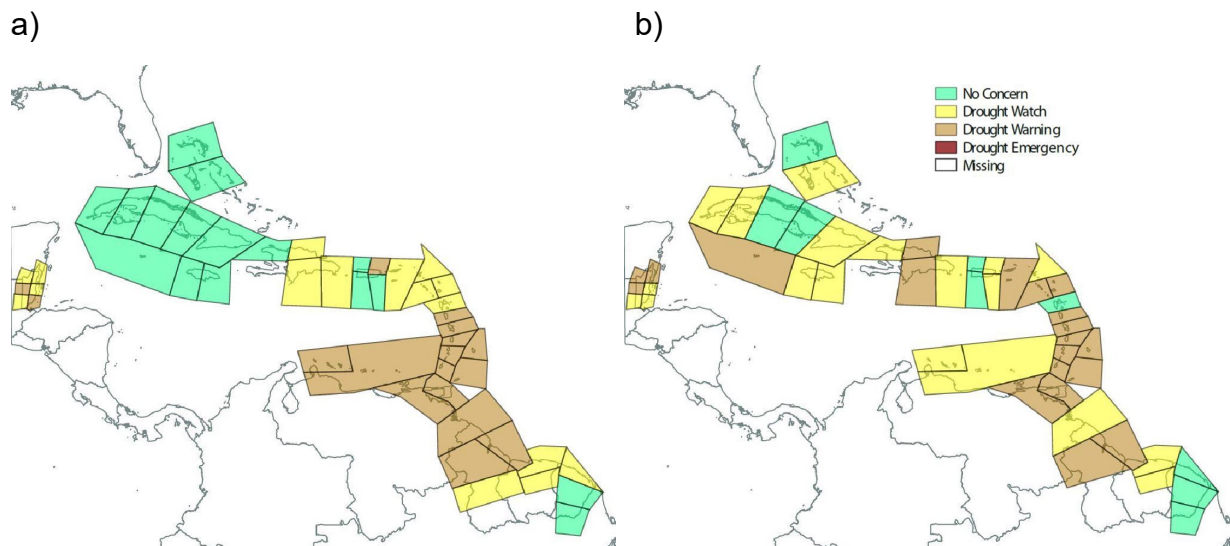 a)
b)
No Concern
Drought Watch
Drought Warning
Drought Emergency
Missing